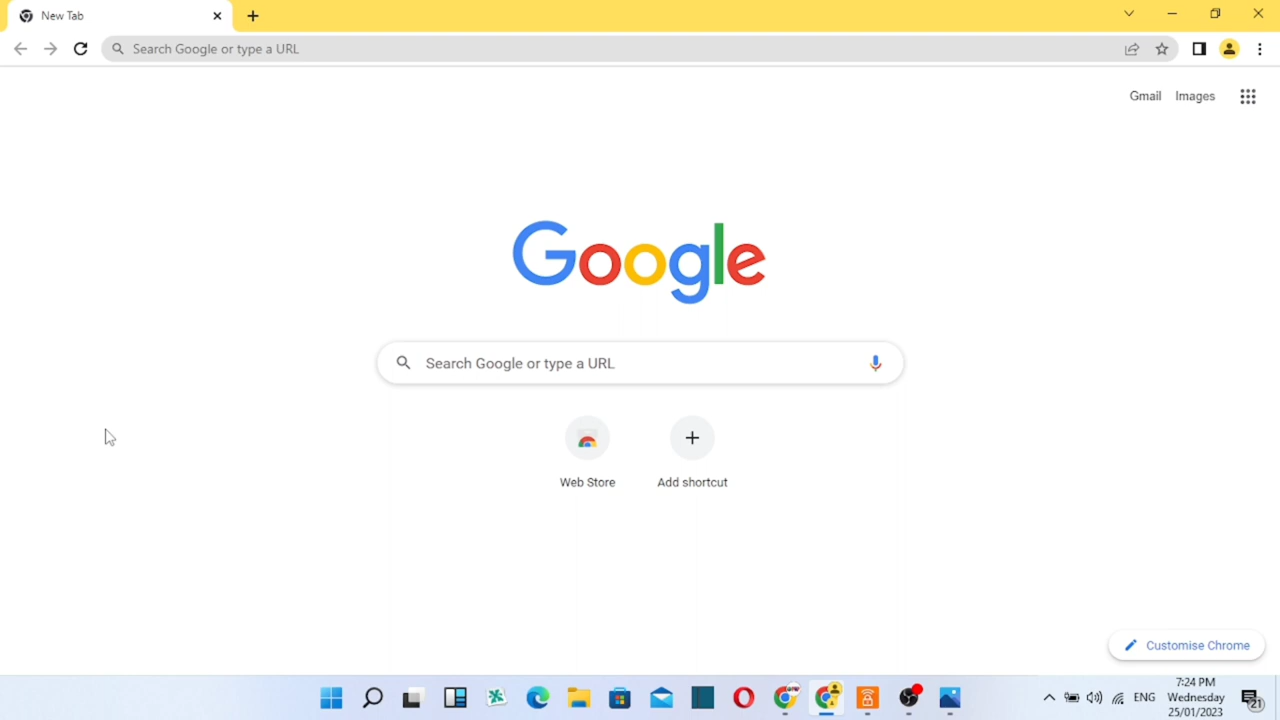 New Tab
Search Google or type a URL
Gmail Images
Google
Search Google or type a URL
Web Store
Add shortcut
Customise Chrome
ENG
7:24 PM
Wednesday
25/01/2023
21